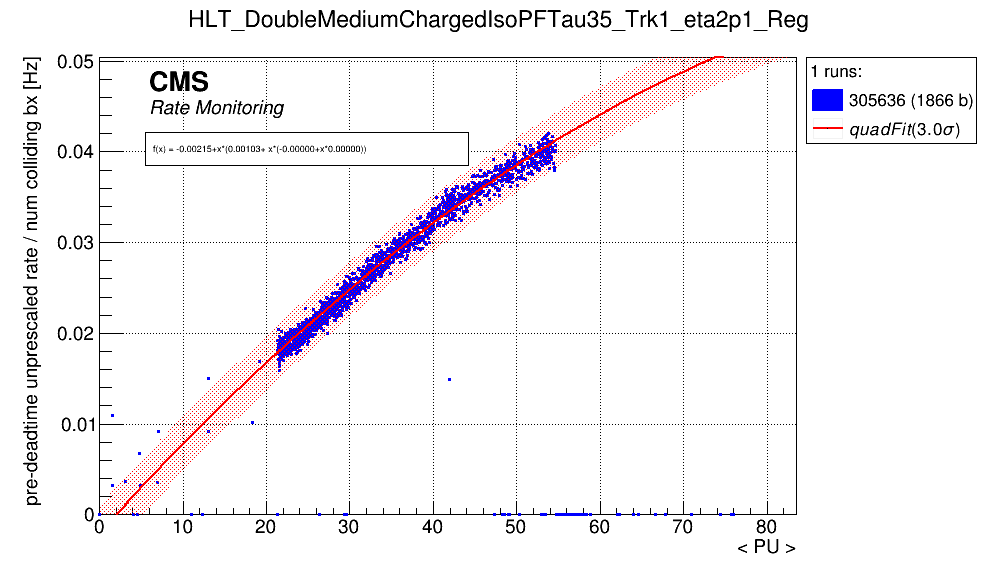 HLT_DoubleMediumChargedIsoPFTau35_Trk1_eta2p1_Reg
pre-deadtime unprescaled rate / num colliding bx [Hz]
0.05
0.04
0.03
0.02
0.01
0
CMS
Rate Monitoring
f(x) = -0.00215+x*(0.00103+ x*(-0.00000+x*0.00000))
1 runs:
305636 (1866 b)
quadFit(3.0σ)
0 10 20 30 40 50 60 70 80
< PU >